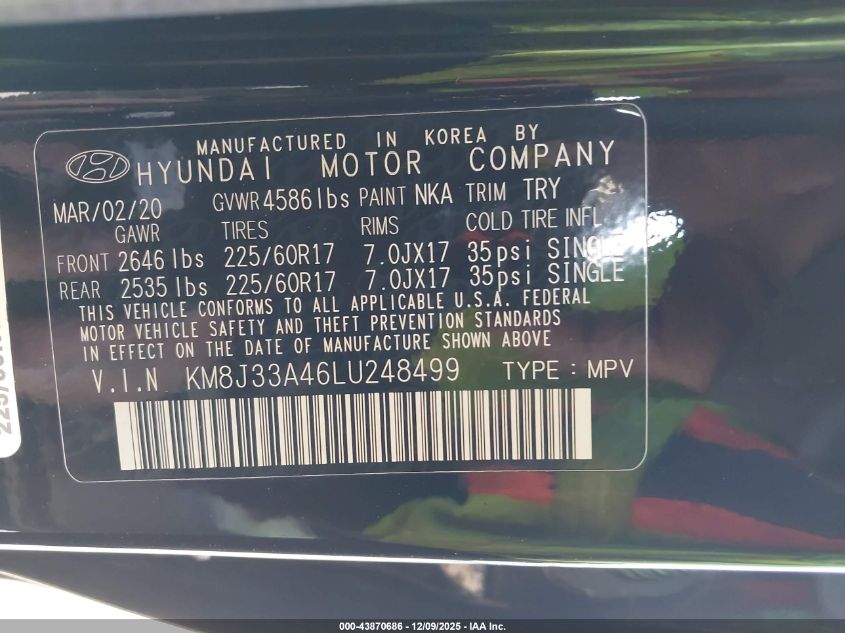 MANUFACTURED IN KOREA BY
HYUNDAI MOTOR COMPANY
MAR/02/20 GVWR 4586 lbs PAINT NKA TRIM TRY
GAWR TIRES RIMS COLD TIRE INFL
FRONT 2646 lbs 225/60R17 7.0JX17 35psi SINGLE
REAR 2535 lbs 225/60R17 7.0JX17 35psi SINGLE
THIS VEHICLE CONFORMS TO ALL APPLICABLE U.S.A. FEDERAL
MOTOR VEHICLE SAFETY AND THEFT PREVENTION STANDARDS
IN EFFECT ON THE DATE OF MANUFACTURE SHOWN ABOVE
V.I.N KM8J33A46LU248499 TYPE : MPV
000-43870686 - 12/09/2025 - IAA Inc.